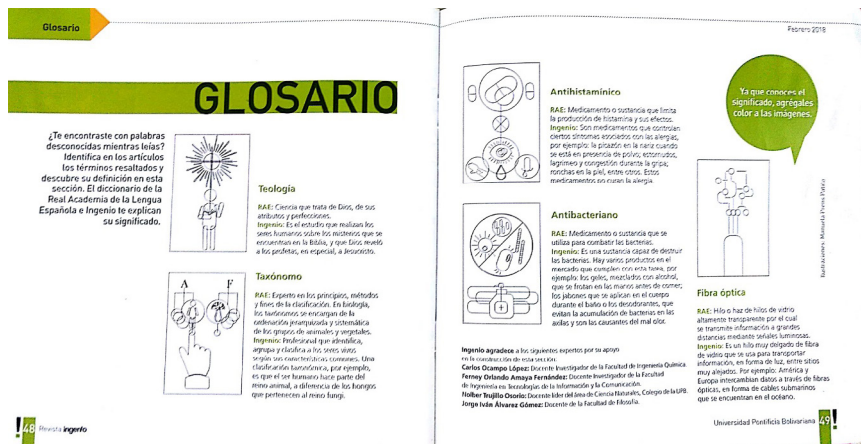 Glosario
GLOSARIO
¿Te encontraste con palabras
desconocidas mientras leías?
Identifica en los artículos
los términos resaltados y
descubre su definición en esta
sección. El diccionario de la
Real Academia de la Lengua
Española e Ingenio te explican
su significado.
Teología
RAE: Ciencia que trata de Dios, de sus
atributos y perfecciones.
Ingenio: Es el estudio que realizan los
seres humanos sobre los misterios que se
encuentran en la Biblia, y que Dios reveló
a los profetas, en especial, a Jesucristo.
A
F
Taxónomo
RAE: Experto en los principios, métodos
y fines de la clasificación. En biología,
los taxónomos se encargan de la
ordenación jerarquizada y sistemática
de los grupos de animales y vegetales.
Ingenio: Profesional que identifica,
agrupa y clasifica a los seres vivos
según sus características comunes. Una
clasificación taxonómica, por ejemplo,
es que el ser humano hace parte del
reino animal, a diferencia de los hongos
que pertenecen al reino fungi.
48 Revista ingenio
Febrero 2018
Antihistamínico
RAE: Medicamento o sustancia que limita
la producción de histamina y sus efectos.
Ingenio: Son medicamentos que controlan
ciertos síntomas asociados con las alergias,
por ejemplo: la picazón en la nariz cuando
se está en presencia de polvo; estornudos,
lagrimeo y congestión durante la gripa;
ronchas en la piel, entre otros. Estos
medicamentos no curan la alergia.
Antibacteriano
RAE: Medicamento o sustancia que se
utiliza para combatir las bacterias.
Ingenio: Es una sustancia capaz de destruir
las bacterias. Hay varios productos en el
mercado que cumplen con esta tarea, por
ejemplo: los geles, mezclados con alcohol,
que se frotan en las manos antes de comer;
los jabones que se aplican en el cuerpo
durante el baño o los desodorantes, que
evitan la acumulación de bacterias en las
axilas y son las causantes del mal olor.
Ingenio agradece a los siguientes expertos por su apoyo
en la construcción de esta sección:
Carlos Ocampo López: Docente Investigador de la Facultad de Ingeniería Química.
Ferney Orlando Amaya Fernández: Docente Investigador de la Facultad
de Ingeniería en Tecnologías de la Información y la Comunicación.
Nolber Trujillo Osorio: Docente líder del área de Ciencia Naturales, Colegio de la UPB.
Jorge Iván Álvarez Gómez: Docente de la Facultad de Filosofía.
Ya que conoces el
significado, agrégales
color a las imágenes.
Ilustraciones: Manuela
Fibra óptica
RAE: Hilo o haz de hilos de vidrio
altamente transparente por el cual
se transmite información a grandes
distancias mediante señales luminosas.
Ingenio: Es un hilo muy delgado de fibra
de vidrio que se usa para transportar
información, en forma de luz, entre sitios
muy alejados. Por ejemplo: América y
Europa intercambian datos a través de fibras
ópticas, en forma de cables submarinos
que se encuentran en el océano.
Universidad Pontificia Bolivariana 49